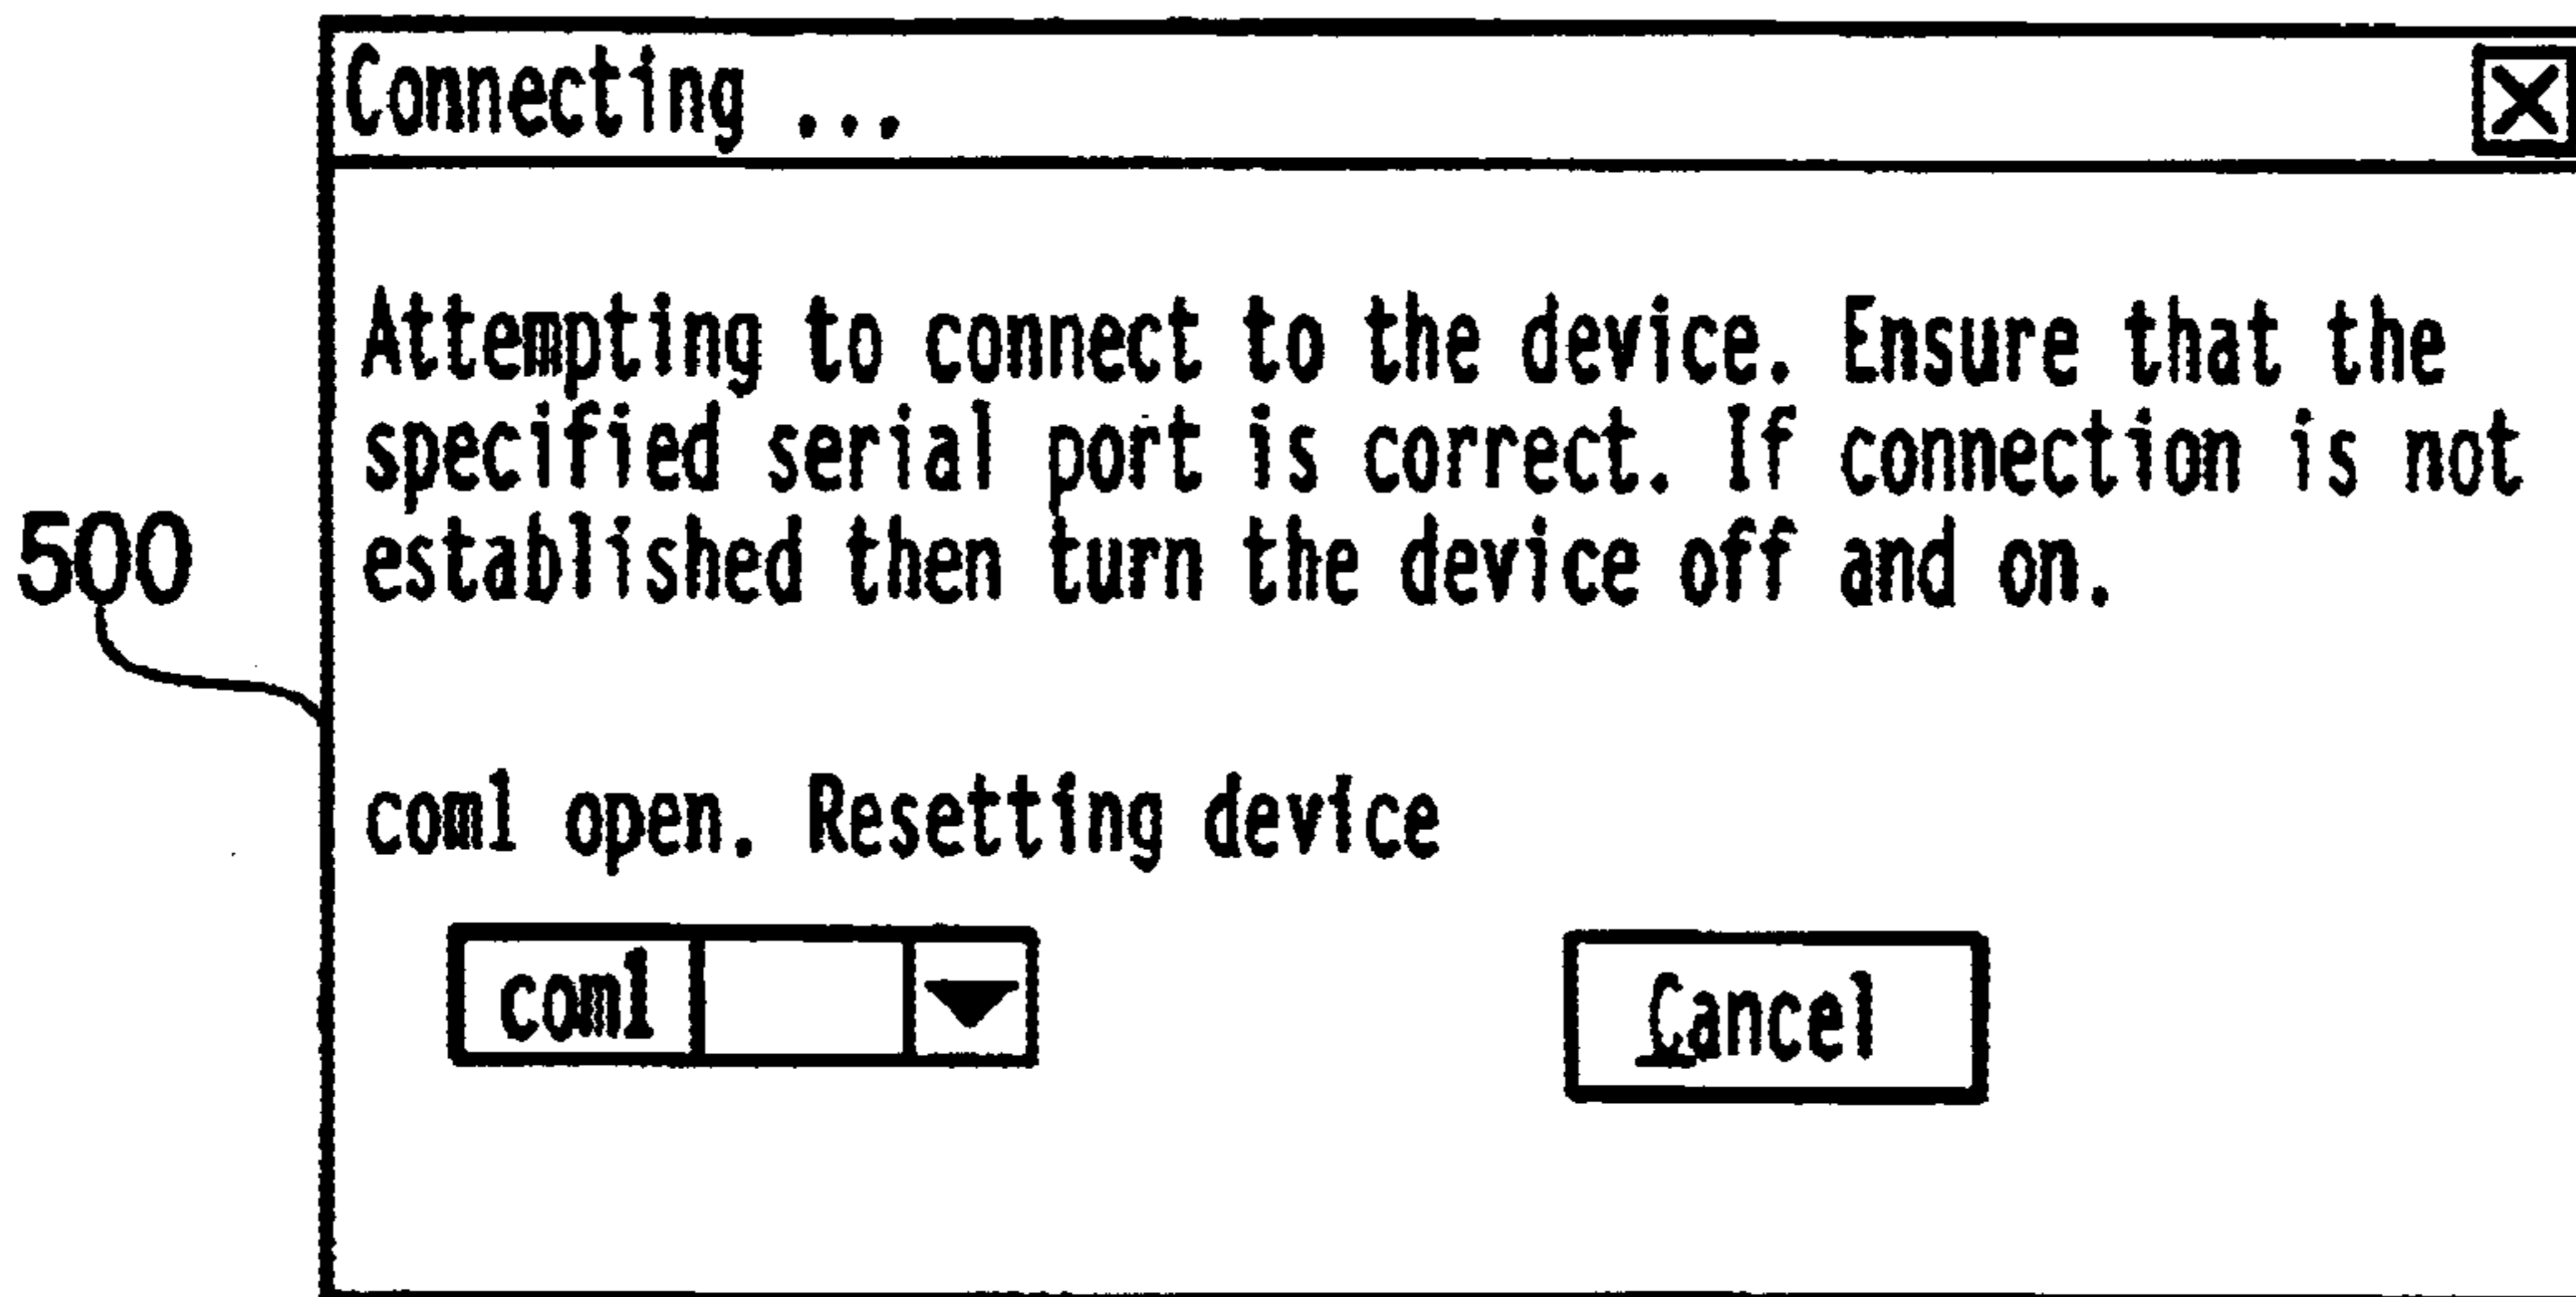 Connecting ...
Attempting to connect to the device. Ensure that the
specified serial port is correct. If connection is not
established then turn the device off and on.
500
com1 open. Resetting device
com1
Cancel